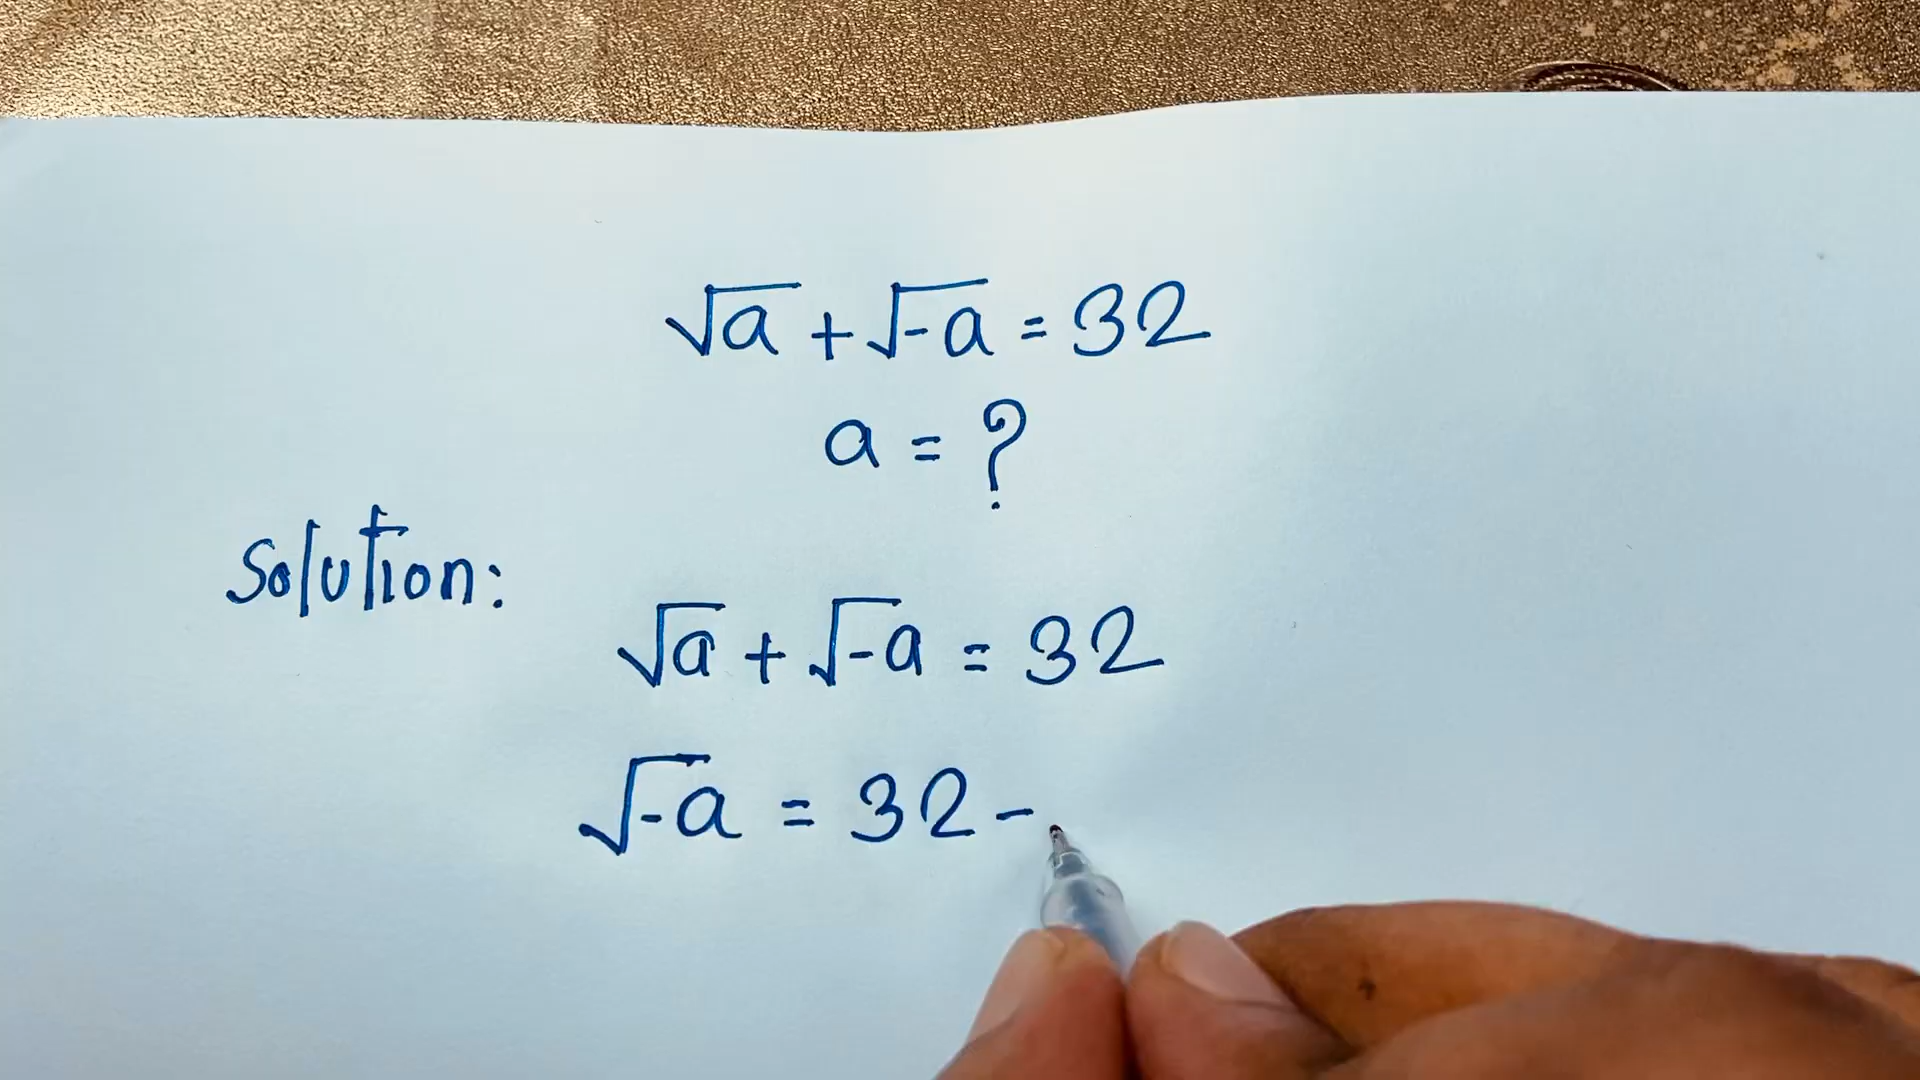 √a + √-a = 32
a = ?
Solution:
√a + √-a = 32
√-a = 32 -